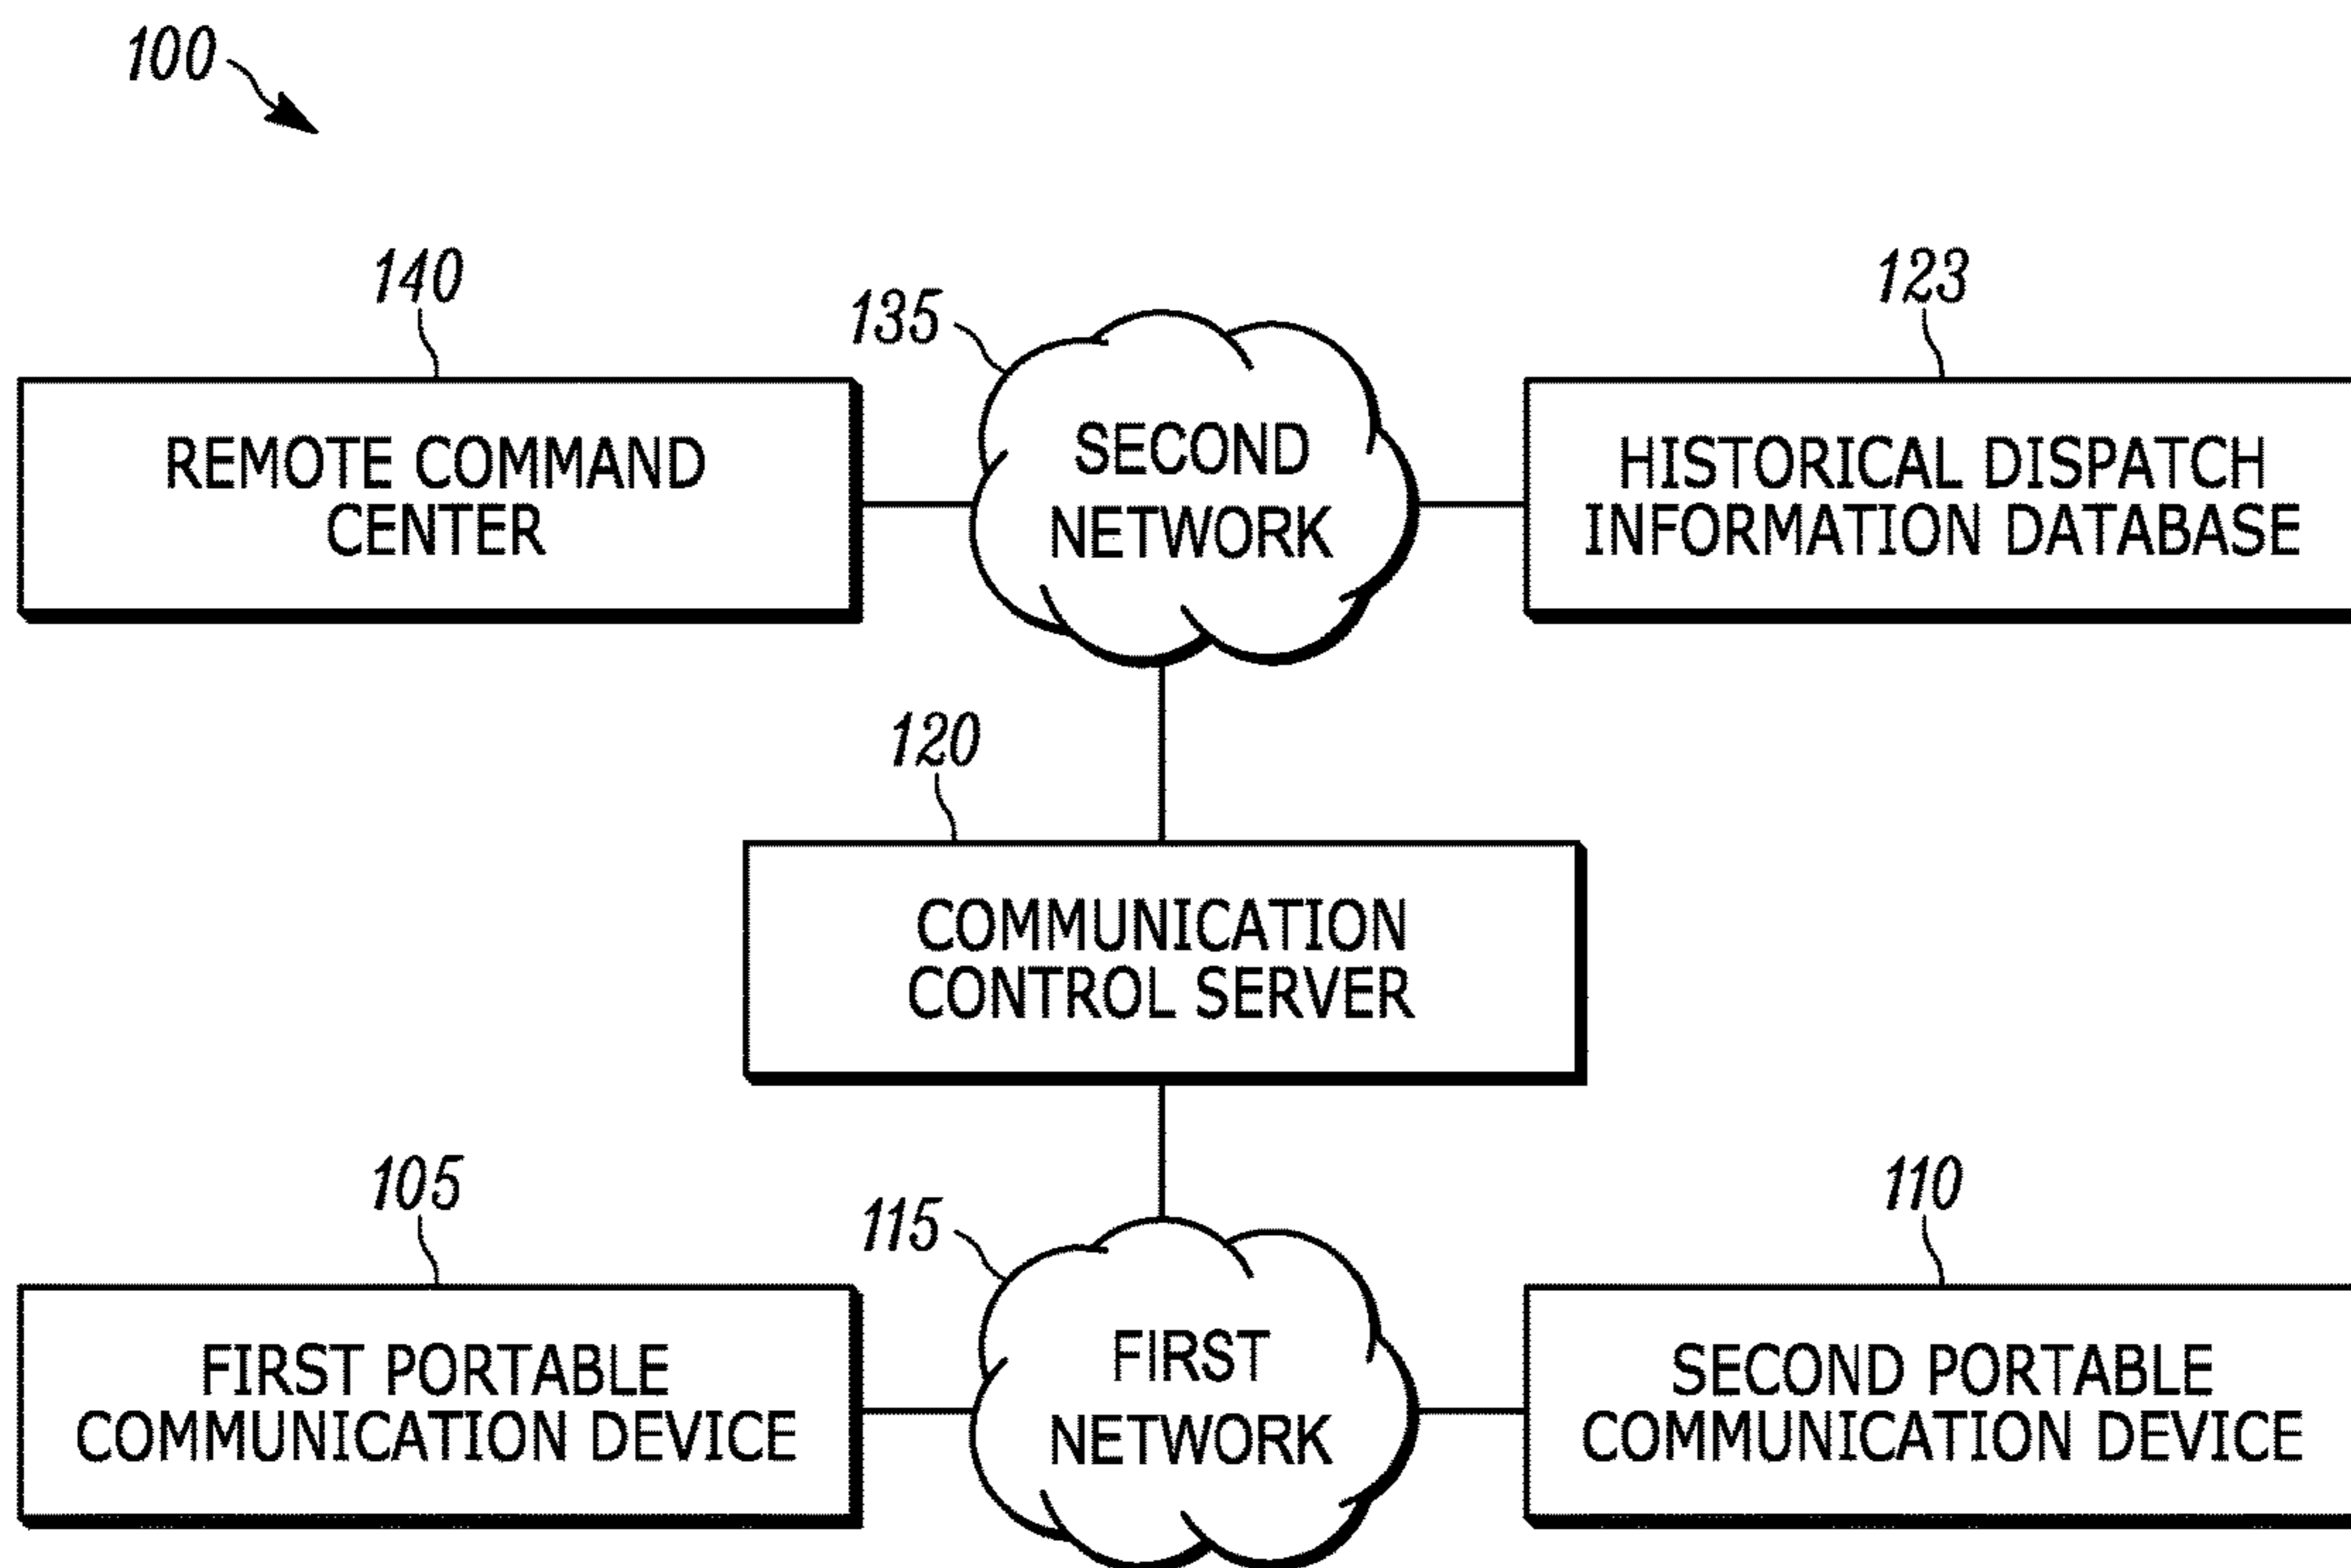 100
140
135
123
REMOTE COMMAND
CENTER
SECOND
NETWORK
HISTORICAL DISPATCH
INFORMATION DATABASE
120
COMMUNICATION
CONTROL SERVER
105
115
110
FIRST PORTABLE
COMMUNICATION DEVICE
FIRST
NETWORK
SECOND PORTABLE
COMMUNICATION DEVICE